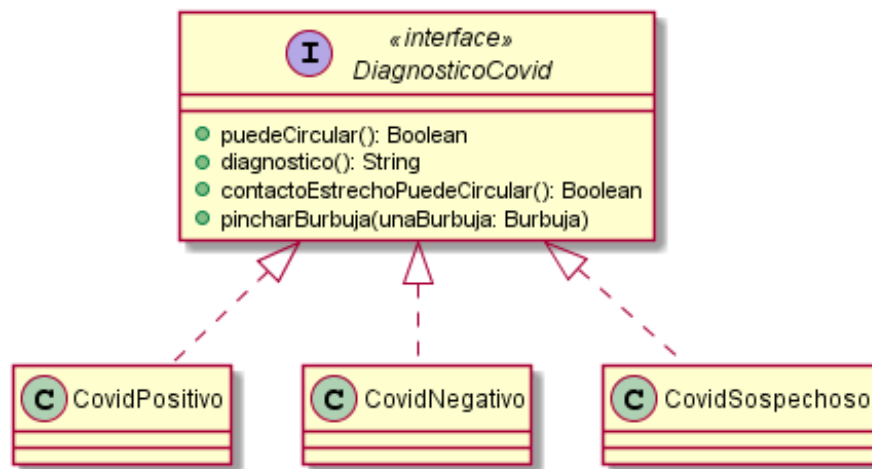 I
«interface»
DiagnosticoCovid
puedeCircular(): Boolean
diagnostico(): String
contactoEstrechoPuedeCircular(): Boolean
pincharBurbuja(unaBurbuja: Burbuja)
C CovidPositivo
C CovidNegativo
C CovidSospechoso